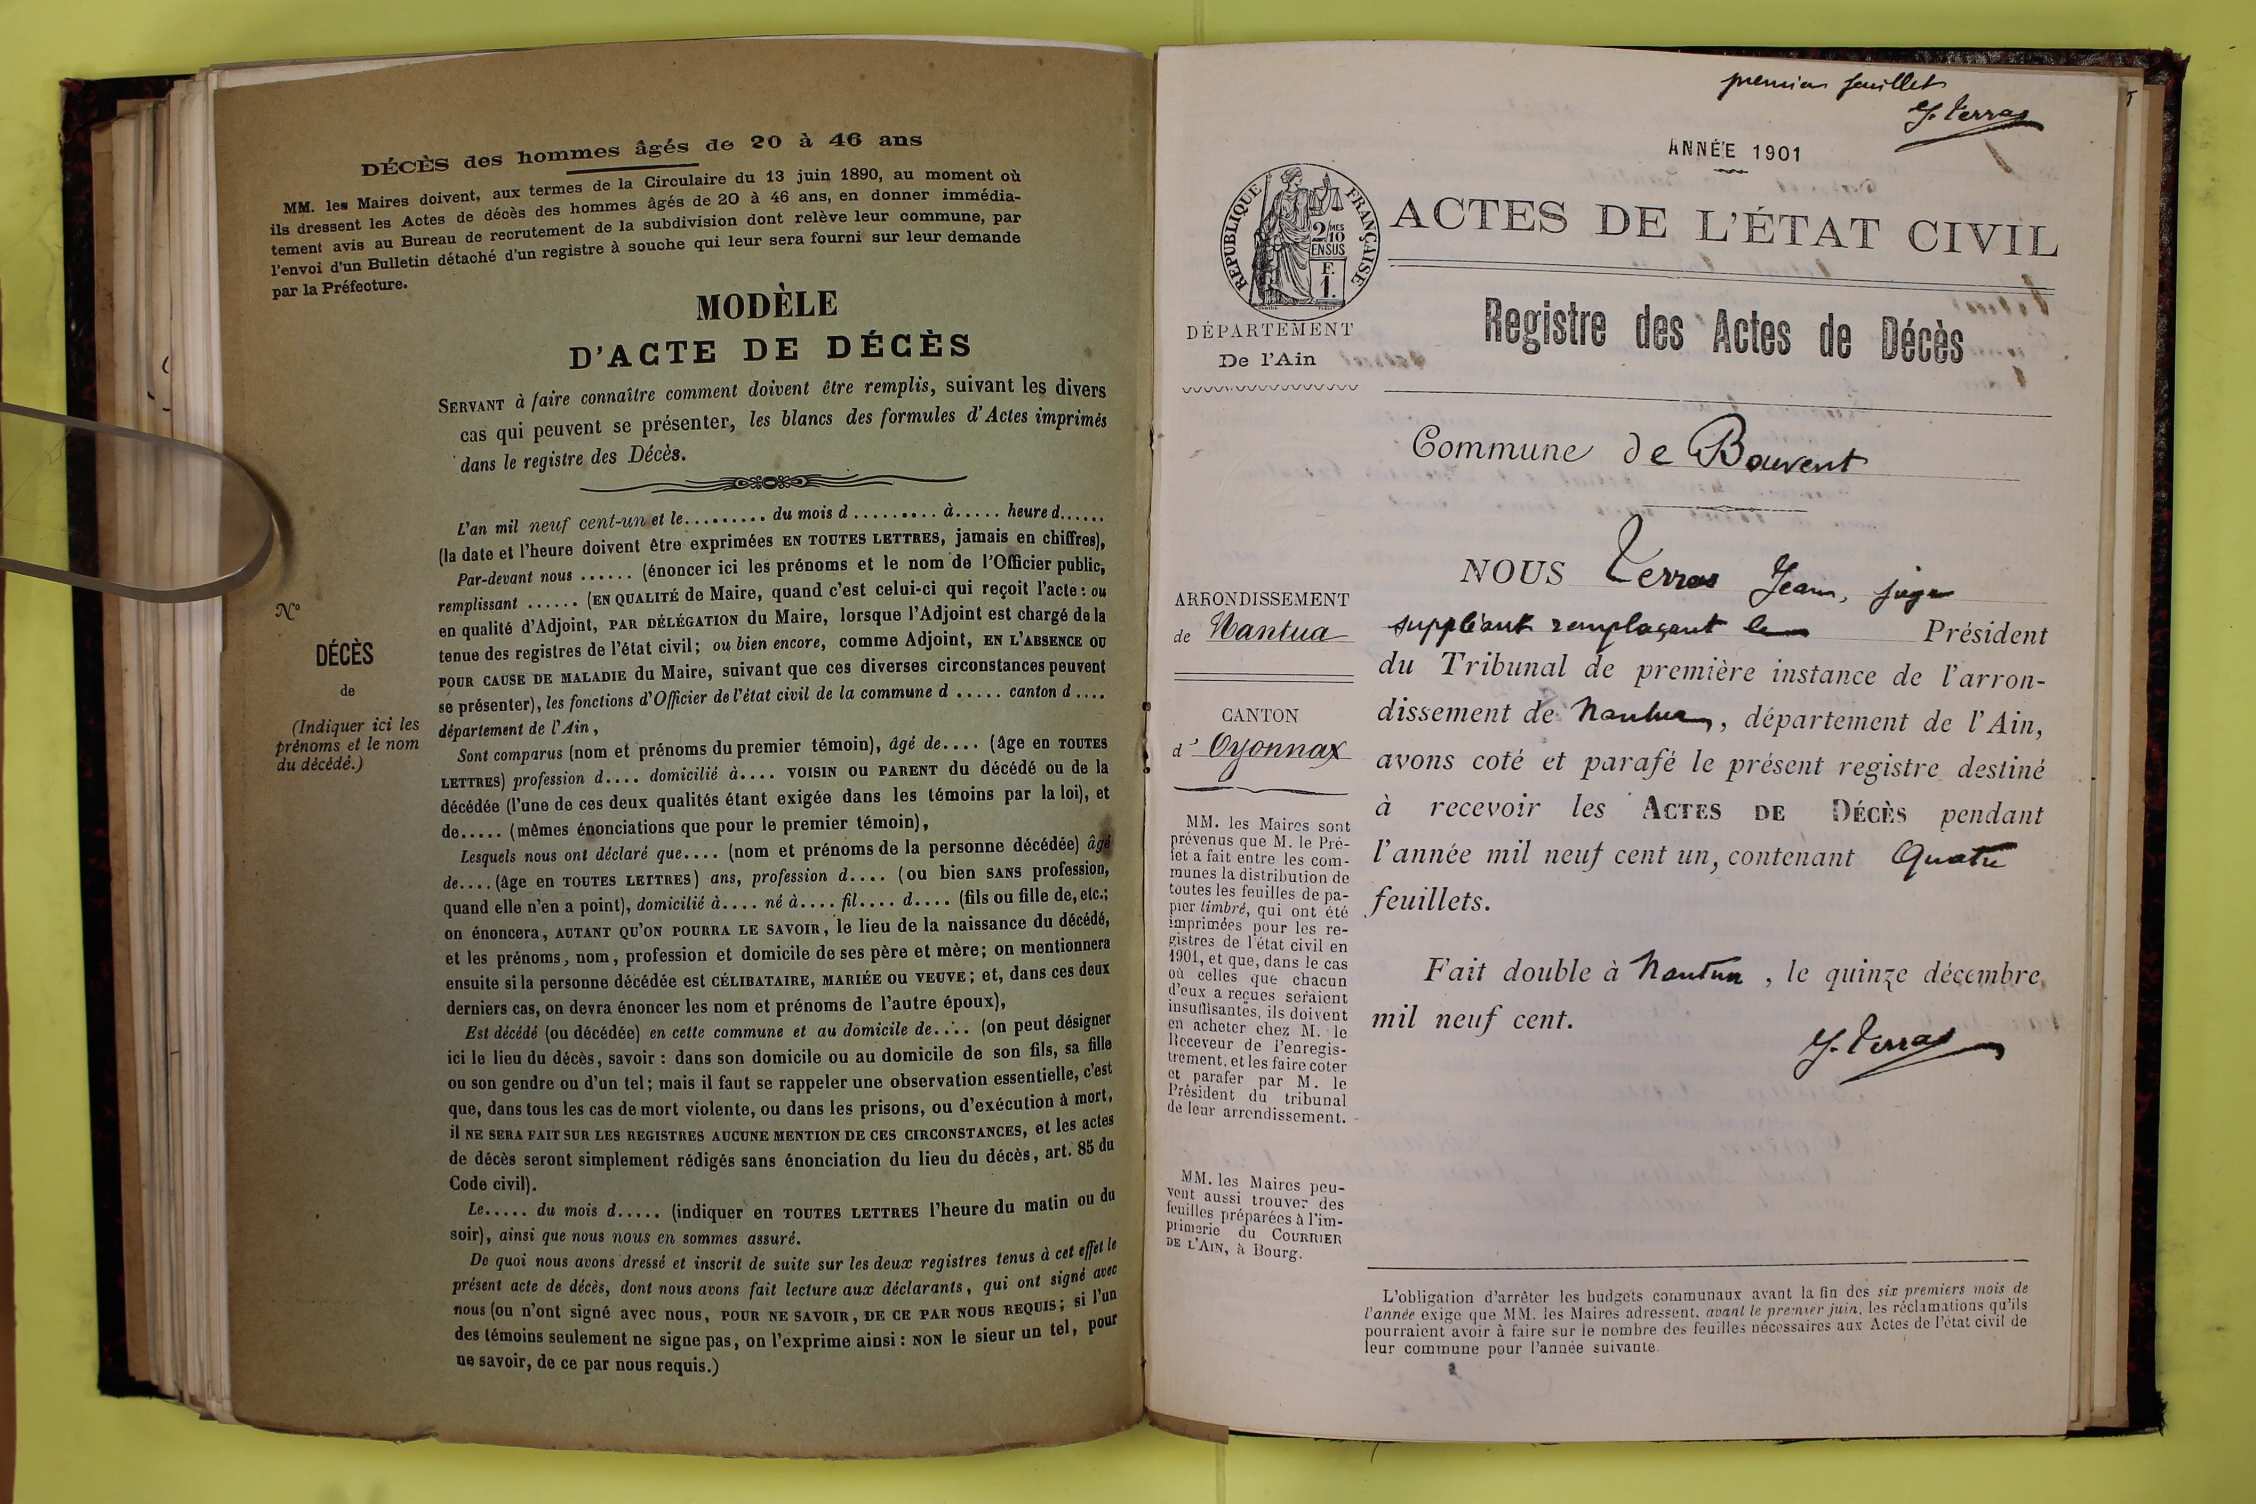 DÉCÈS des hommes âgés de 20 à 46 ans
MM. les Maires doivent, aux termes de la Circulaire du 13 juin 1890, au moment où
ils dressent les Actes de décès des hommes âgés de 20 à 46 ans, en donner immédia-
tement avis au Bureau de recrutement de la subdivision dont relève leur commune, par
l'envoi d'un Bulletin détaché d'un registre à souche qui leur sera fourni sur leur demande
par la Préfecture.
MODÈLE
D'ACTE DE DÉCÈS
SERVANT à faire connaître comment doivent être remplis, suivant les divers
cas qui peuvent se présenter, les blancs des formules d'Actes imprimés
dans le registre des Décès.
L'an mil neuf cent-un et le......... du mois d ......... à..... heure d......
(la date et l'heure doivent être exprimées EN TOUTES LETTRES, jamais en chiffres),
Par-devant nous ...... (énoncer ici les prénoms et le nom de l'Officier public,
remplissant ...... (EN QUALITÉ de Maire, quand c'est celui-ci qui reçoit l'acte: ou
en qualité d'Adjoint, PAR DÉLÉGATION du Maire, lorsque l'Adjoint est chargé de la
tenue des registres de l'état civil; ou bien encore, comme Adjoint, EN L'ABSENCE OU
POUR CAUSE DE MALADIE du Maire, suivant que ces diverses circonstances peuvent
se présenter), les fonctions d'Officier de l'état civil de la commune d ..... canton d ....
département de l'Ain,
Sont comparus (nom et prénoms du premier témoin), âgé de.... (âge en TOUTES
LETTRES) profession d.... domicilié à.... VOISIN OU PARENT du décédé ou de la
décédée (l'une de ces deux qualités étant exigée dans les témoins par la loi), et
de..... (mêmes énonciations que pour le premier témoin),
Lesquels nous ont déclaré que.... (nom et prénoms de la personne décédée) âgé
de....(âge en TOUTES LETTRES) ans, profession d.... (ou bien SANS profession,
quand elle n'en a point), domicilié à.... né à.... fil.... d.... (fils ou fille de, etc.;
on énoncera, AUTANT QU'ON POURRA LE SAVOIR, le lieu de la naissance du décédé,
et les prénoms, nom, profession et domicile de ses père et mère; on mentionnera
ensuite si la personne décédée est CÉLIBATAIRE, MARIÉE OU VEUVE; et, dans ces deux
derniers cas, on devra énoncer les nom et prénoms de l'autre époux),
Est décédé (ou décédée) en cette commune et au domicile de.... (on peut désigner
ici le lieu du décès, savoir : dans son domicile ou au domicile de son fils, sa fille
ou son gendre ou d'un tel; mais il faut se rappeler une observation essentielle, c'est
que, dans tous les cas de mort violente, ou dans les prisons, ou d'exécution à mort,
il NE SERA FAIT SUR LES REGISTRES AUCUNE MENTION DE CES CIRCONSTANCES, et les actes
de décès seront simplement rédigés sans énonciation du lieu du décès, art. 85 du
Code civil).
Le..... du mois d..... (indiquer en TOUTES LETTRES l'heure du matin ou du
soir), ainsi que nous nous en sommes assuré.
De quoi nous avons dressé et inscrit de suite sur les deux registres tenus à cet effet le
présent acte de décès, dont nous avons fait lecture aux déclarants, qui ont signé avec
nous (ou n'ont signé avec nous, POUR NE SAVOIR, DE CE PAR NOUS REQUIS; si l'un
des témoins seulement ne signe pas, on l'exprime ainsi : NON le sieur un tel, pour
ne savoir, de ce par nous requis.)
N°
DÉCÈS
de
(Indiquer ici les
prénoms et le nom
du décédé.)
premier feuillet
J. Terras
ANNÉE 1901
RÉPUBLIQUE FRANÇAISE
2/10 MES
EN SUS
F.
1.
ACTES DE L'ÉTAT CIVIL
DÉPARTEMENT
De l'Ain
Registre des Actes de Décès
Commune de Bouvent
NOUS Terras Jean, juge
suppléant remplaçant le Président
du Tribunal de première instance de l'arron-
dissement de Nantua, département de l'Ain,
avons coté et parafé le présent registre destiné
à recevoir les ACTES DE DÉCÈS pendant
l'année mil neuf cent un, contenant Quatre
feuillets.
Fait double à Nantua, le quinze décembre
mil neuf cent.
J. Terras
ARRONDISSEMENT
de Nantua
CANTON
d' Oyonnax
MM. les Maires sont
prévenus que M. le Pré-
fet a fait entre les com-
munes la distribution de
toutes les feuilles de pa-
pier timbré, qui ont été
imprimées pour les re-
gistres de l'état civil en
1901, et que, dans le cas
où celles que chacun
d'eux a reçues seraient
insuffisantes, ils doivent
en acheter chez M. le
Receveur de l'enregis-
trement, et les faire coter
et parafer par M. le
Président du tribunal
de leur arrondissement.
MM. les Maires peu-
vent aussi trouver des
feuilles préparées à l'im-
primerie du COURRIER
DE L'AIN, à Bourg.
L'obligation d'arrêter les budgets communaux avant la fin des six premiers mois de
l'année exige que MM. les Maires adressent, avant le premier juin, les réclamations qu'ils
pourraient avoir à faire sur le nombre des feuilles nécessaires aux Actes de l'état civil de
leur commune pour l'année suivante.